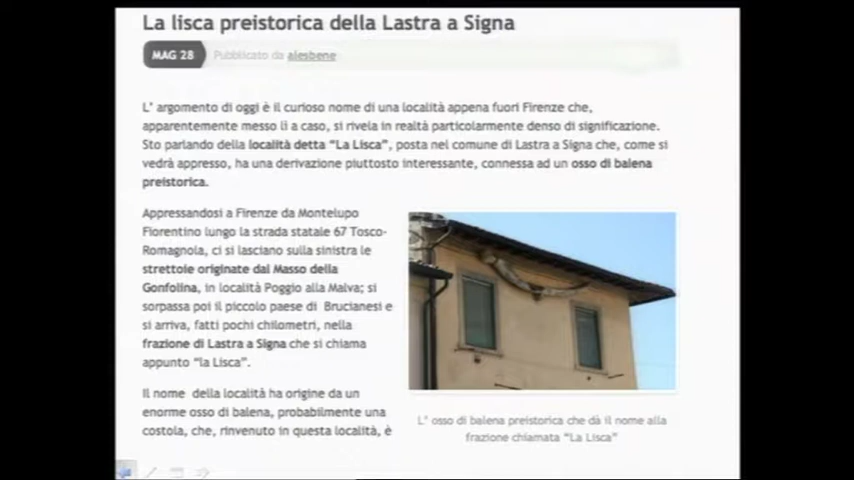 La lisca preistorica della Lastra a Signa
MAG 28
Pubblicato da alesbene
L' argomento di oggi è il curioso nome di una località appena fuori Firenze che,
apparentemente messo lì a caso, si rivela in realtà particolarmente denso di significazione.
Sto parlando della località detta "La Lisca", posta nel comune di Lastra a Signa che, come si
vedrà appresso, ha una derivazione piuttosto interessante, connessa ad un osso di balena
preistorica.
Appressandosi a Firenze da Montelupo
Fiorentino lungo la strada statale 67 Tosco-
Romagnola, ci si lasciano sulla sinistra le
strettoie originate dal Masso della
Gonfolina, in località Poggio alla Malva; si
sorpassa poi il piccolo paese di Brucianesi e
si arriva, fatti pochi chilometri, nella
frazione di Lastra a Signa che si chiama
appunto "la Lisca".
Il nome della località ha origine da un
enorme osso di balena, probabilmente una
costola, che, rinvenuto in questa località, è
L' osso di balena preistorica che dà il nome alla
frazione chiamata "La Lisca"